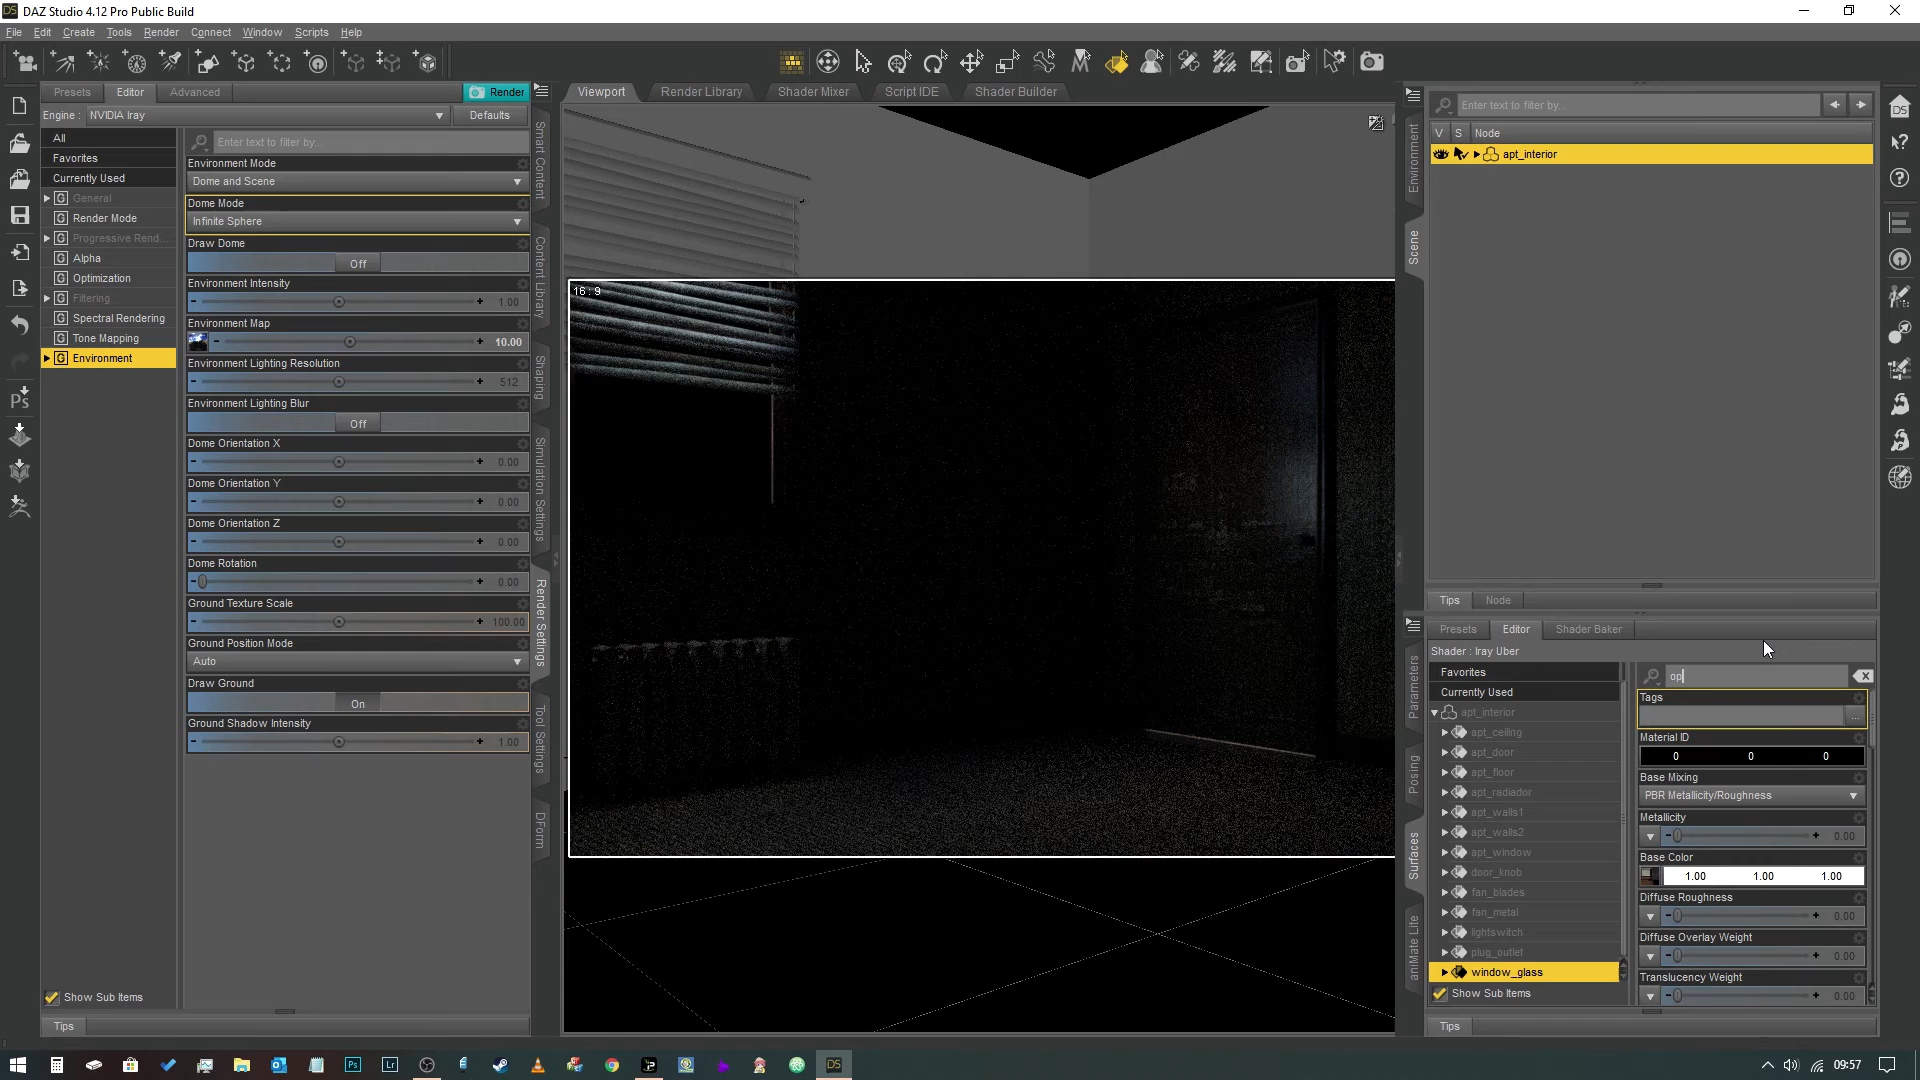 DAZ Studio 4.12 Pro Public Build
File Edit Create Tools Render Connect Window Scripts Help
Presets Editor Advanced Render
Engine : NVIDIA Iray Defaults
All
Favorites
Currently Used
General
Render Mode
Progressive Rend...
Alpha
Optimization
Filtering
Spectral Rendering
Tone Mapping
Environment
Show Sub Items
Tips
Enter text to filter by...
Environment Mode
Dome and Scene
Dome Mode
Infinite Sphere
Draw Dome
Off
Environment Intensity
1.00
Environment Map
10.00
Environment Lighting Resolution
512
Environment Lighting Blur
Off
Dome Orientation X
0.00
Dome Orientation Y
0.00
Dome Orientation Z
0.00
Dome Rotation
0.00
Ground Texture Scale
100.00
Ground Position Mode
Auto
Draw Ground
On
Ground Shadow Intensity
1.00
Smart Content
Content Library
Shaping
Simulation Settings
Render Settings
Tool Settings
DForm
Viewport Render Library Shader Mixer Script IDE Shader Builder
16 : 9
Environment
Scene
Enter text to filter by...
V S Node
apt_interior
Tips Node
Parameters
Posing
Surfaces
aniMate Lite
Presets Editor Shader Baker
Shader : Iray Uber
Favorites
Currently Used
apt_interior
apt_ceiling
apt_door
apt_floor
apt_radiador
apt_walls1
apt_walls2
apt_window
door_knob
fan_blades
fan_metal
lightswitch
plug_outlet
window_glass
Show Sub Items
Tips
op
Tags
...
Material ID
0 0 0
Base Mixing
PBR Metallicity/Roughness
Metallicity
0.00
Base Color
1.00 1.00 1.00
Diffuse Roughness
0.00
Diffuse Overlay Weight
0.00
Translucency Weight
0.00
Ps Lr DS 09:57